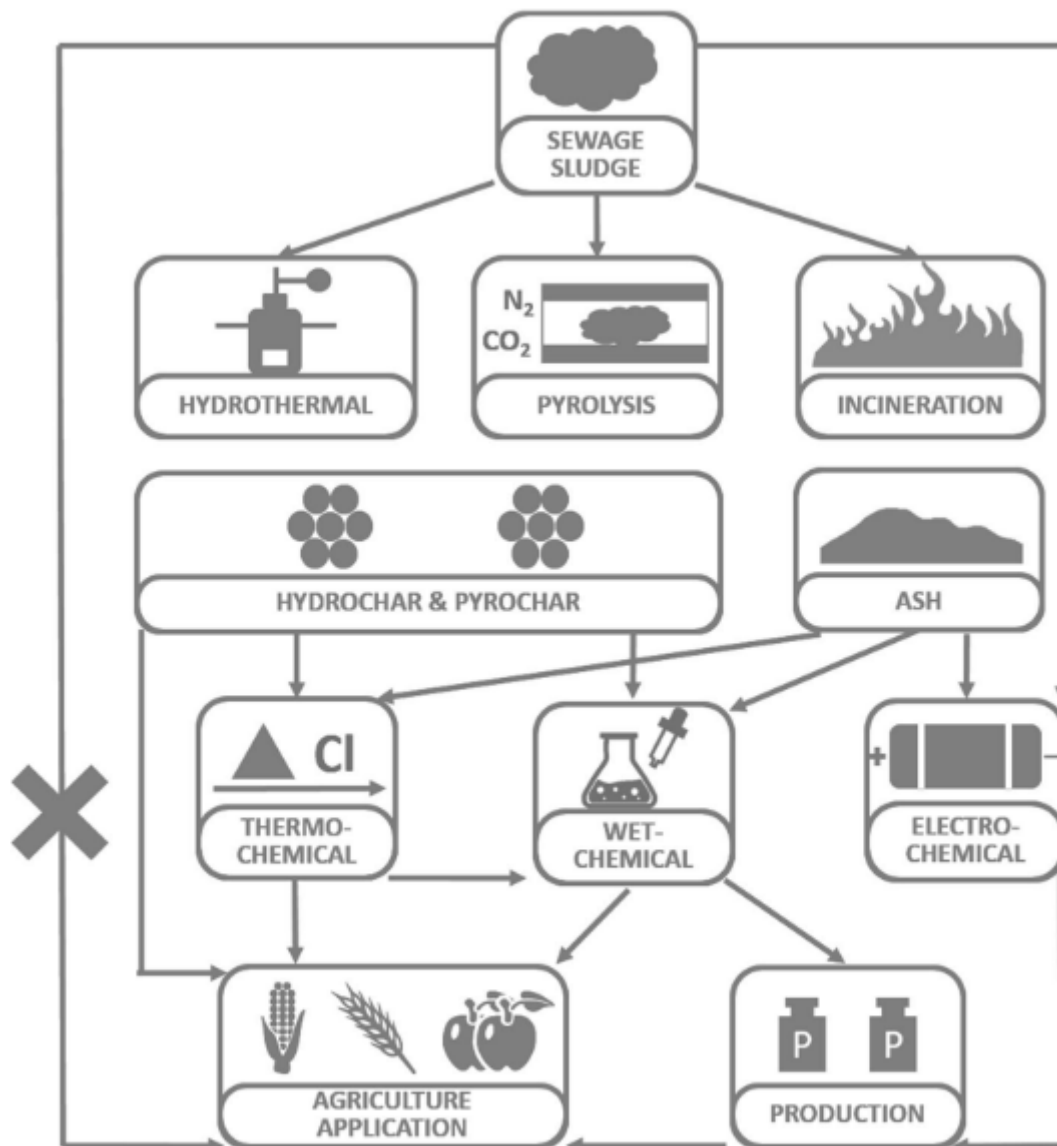 SEWAGE
SLUDGE
N₂
CO₂
HYDROTHERMAL
PYROLYSIS
INCINERATION
HYDROCHAR & PYROCHAR
ASH
Cl
+
−
THERMO-
CHEMICAL
WET-
CHEMICAL
ELECTRO-
CHEMICAL
P
P
AGRICULTURE
APPLICATION
PRODUCTION